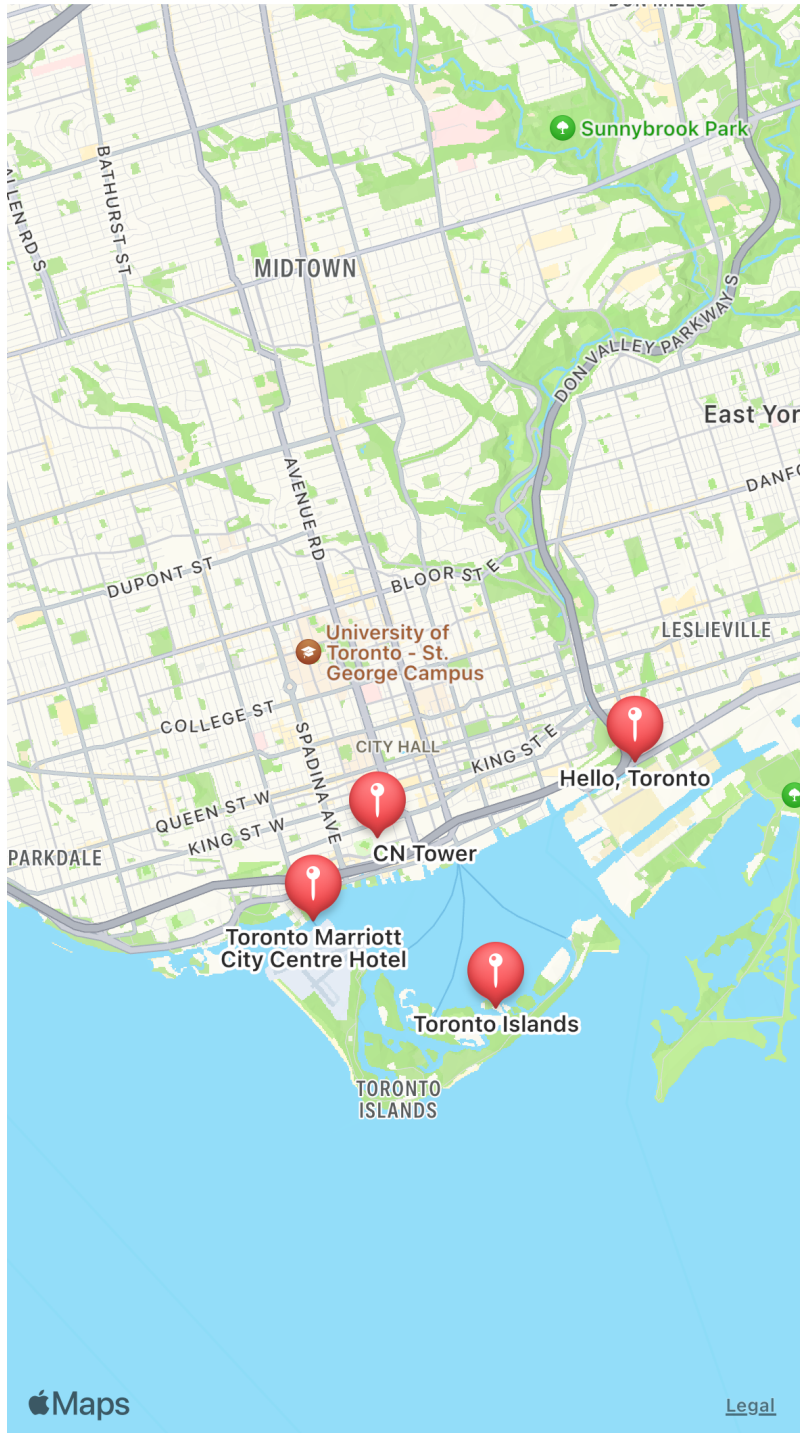 DON MILLS
Sunnybrook Park
BATHURST ST
ALLEN RD S
MIDTOWN
DON VALLEY PARKWAY S
East Yor
DANFO
AVENUE RD
BLOOR ST E
DUPONT ST
University of
Toronto - St.
George Campus
LESLIEVILLE
COLLEGE ST
SPADINA AVE
CITY HALL
KING ST E
Hello, Toronto
QUEEN ST W
KING ST W
CN Tower
PARKDALE
Toronto Marriott
City Centre Hotel
Toronto Islands
TORONTO
ISLANDS
Maps
Legal